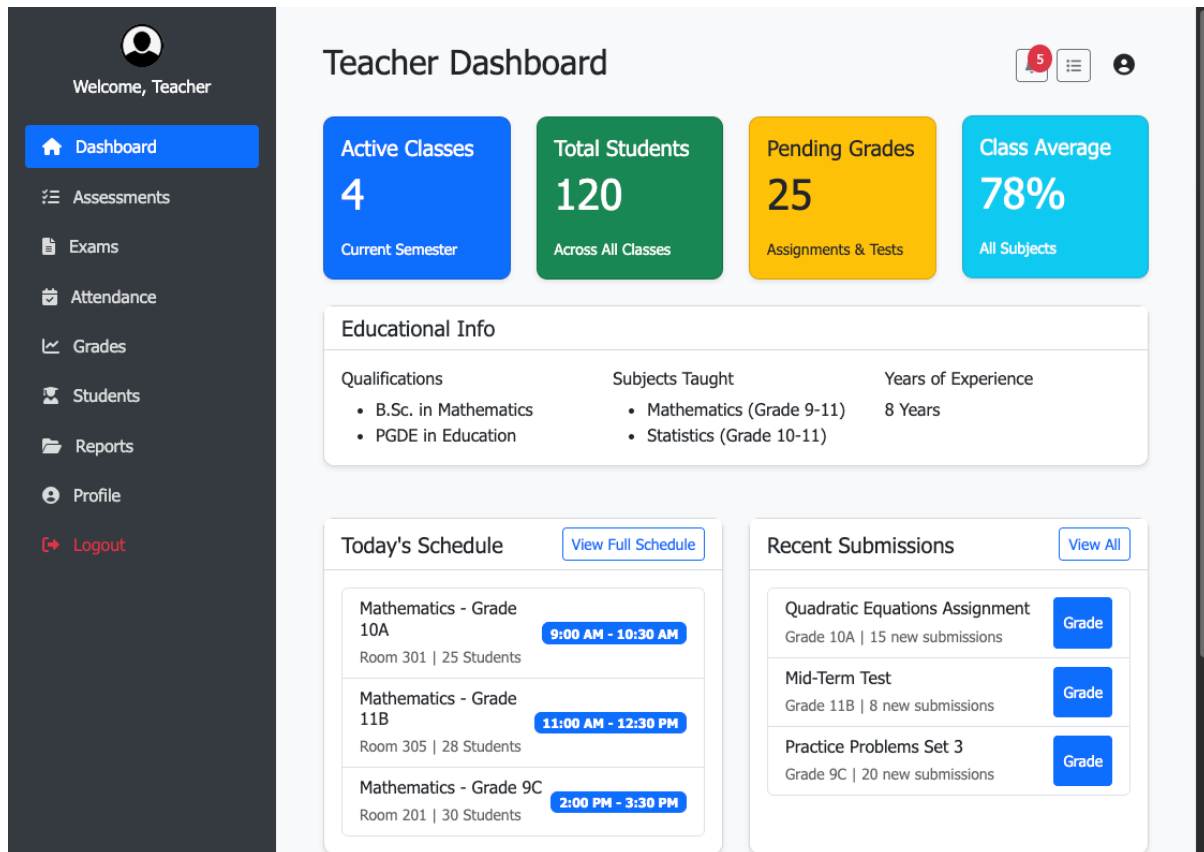 Welcome, Teacher
Dashboard
Assessments
Exams
Attendance
Grades
Students
Reports
Profile
Logout
Teacher Dashboard
5
Active Classes
4
Current Semester
Total Students
120
Across All Classes
Pending Grades
25
Assignments & Tests
Class Average
78%
All Subjects
Educational Info
Qualifications
• B.Sc. in Mathematics
• PGDE in Education
Subjects Taught
• Mathematics (Grade 9-11)
• Statistics (Grade 10-11)
Years of Experience
8 Years
Today's Schedule
View Full Schedule
Mathematics - Grade
10A
Room 301 | 25 Students
9:00 AM - 10:30 AM
Mathematics - Grade
11B
Room 305 | 28 Students
11:00 AM - 12:30 PM
Mathematics - Grade 9C
Room 201 | 30 Students
2:00 PM - 3:30 PM
Recent Submissions
View All
Quadratic Equations Assignment
Grade 10A | 15 new submissions
Grade
Mid-Term Test
Grade 11B | 8 new submissions
Grade
Practice Problems Set 3
Grade 9C | 20 new submissions
Grade